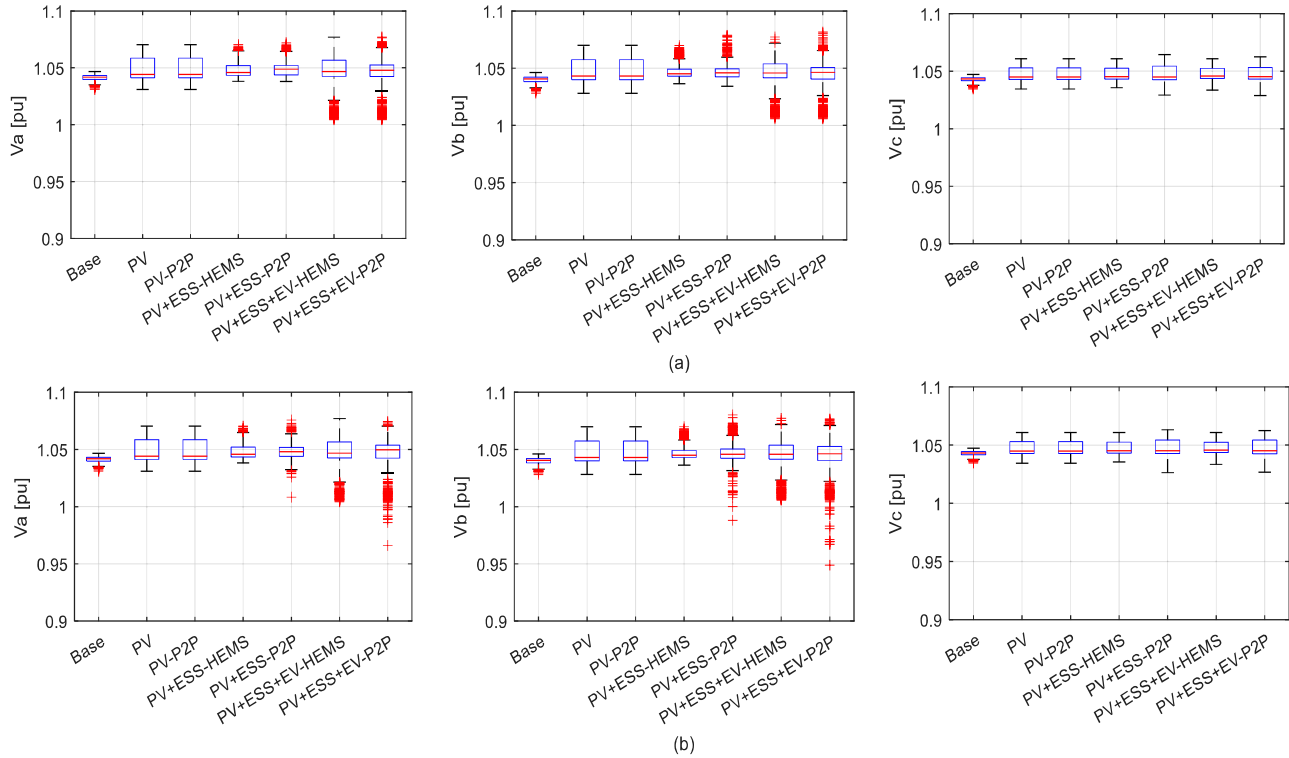 1.1
1.05
1
0.95
0.9
Va [pu]
Base
PV
PV-P2P
PV+ESS-HEMS
PV+ESS-P2P
PV+ESS+EV-HEMS
PV+ESS+EV-P2P
1.1
1.05
1
0.95
0.9
Vb [pu]
Base
PV
PV-P2P
PV+ESS-HEMS
PV+ESS-P2P
PV+ESS+EV-HEMS
PV+ESS+EV-P2P
1.1
1.05
1
0.95
0.9
Vc [pu]
Base
PV
PV-P2P
PV+ESS-HEMS
PV+ESS-P2P
PV+ESS+EV-HEMS
PV+ESS+EV-P2P
(a)
1.1
1.05
1
0.95
0.9
Va [pu]
Base
PV
PV-P2P
PV+ESS-HEMS
PV+ESS-P2P
PV+ESS+EV-HEMS
PV+ESS+EV-P2P
1.1
1.05
1
0.95
0.9
Vb [pu]
Base
PV
PV-P2P
PV+ESS-HEMS
PV+ESS-P2P
PV+ESS+EV-HEMS
PV+ESS+EV-P2P
1.1
1.05
1
0.95
0.9
Vc [pu]
Base
PV
PV-P2P
PV+ESS-HEMS
PV+ESS-P2P
PV+ESS+EV-HEMS
PV+ESS+EV-P2P
(b)